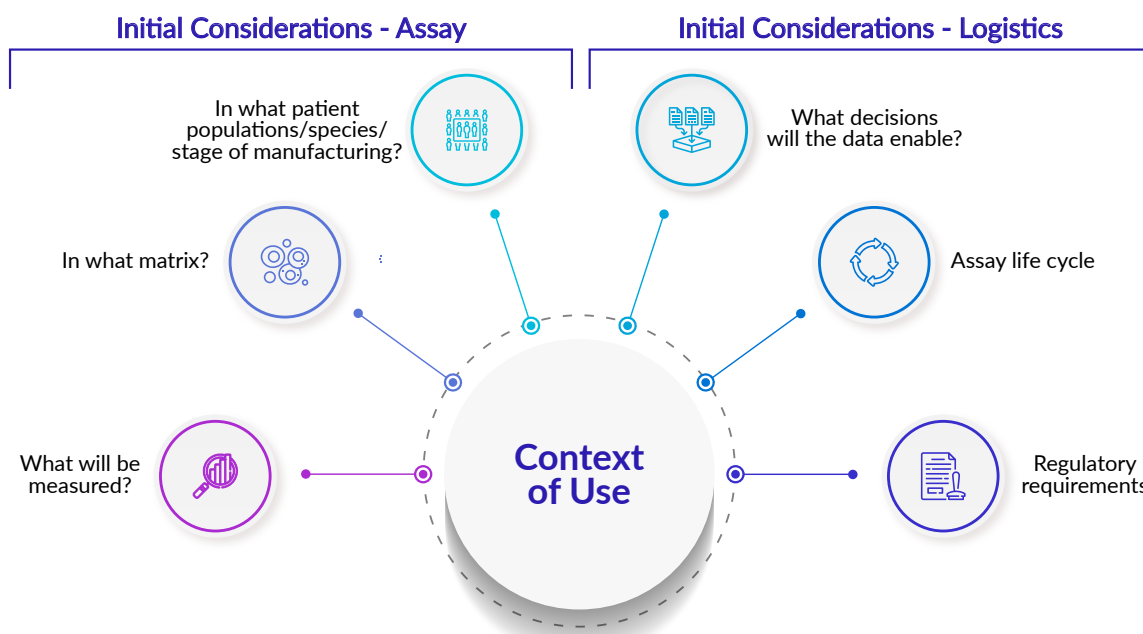 Initial Considerations - Assay
Initial Considerations - Logistics
In what patient
populations/species/
stage of manufacturing?
What decisions
will the data enable?
In what matrix?
Assay life cycle
Context
of Use
What will be
measured?
Regulatory
requirements